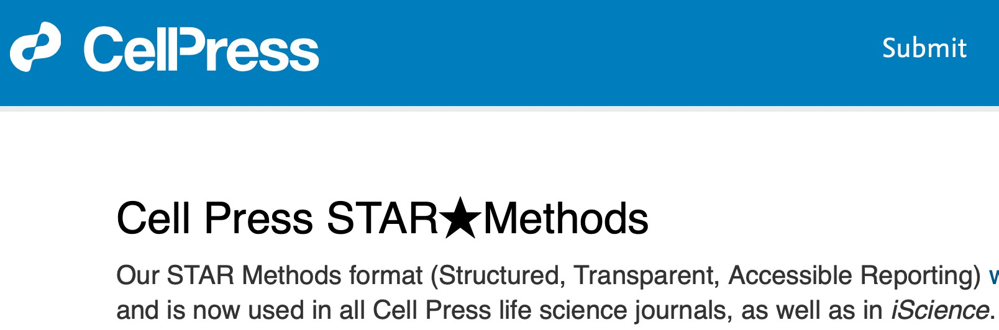 CellPress
Submit
Cell Press STAR★Methods
Our STAR Methods format (Structured, Transparent, Accessible Reporting)
and is now used in all Cell Press life science journals, as well as in iScience.